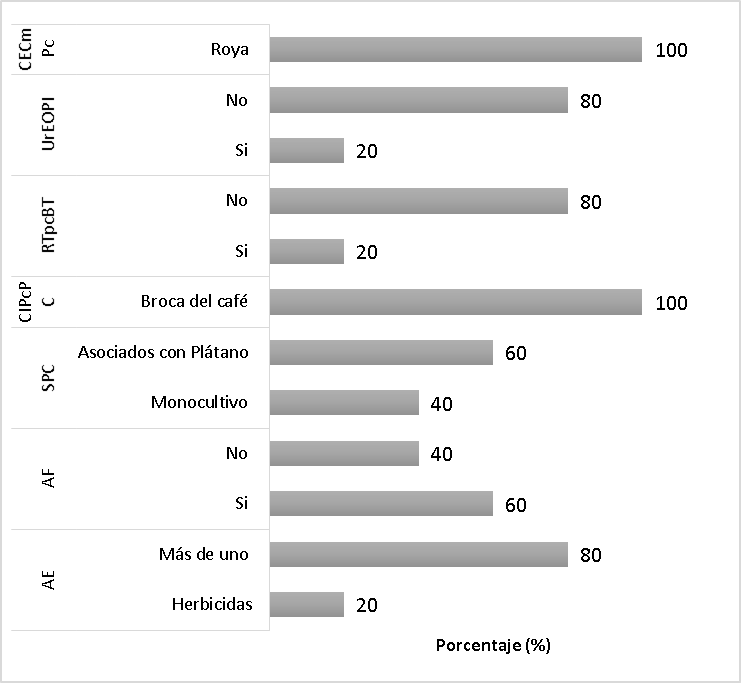 CECm
Pc
Roya
100
UrEOPI
No
80
Si
20
RTpcBT
No
80
Si
20
CIPcP
C
Broca del café
100
SPC
Asociados con Plátano
60
Monocultivo
40
AF
No
40
Si
60
AE
Más de uno
80
Herbicidas
20
Porcentaje (%)